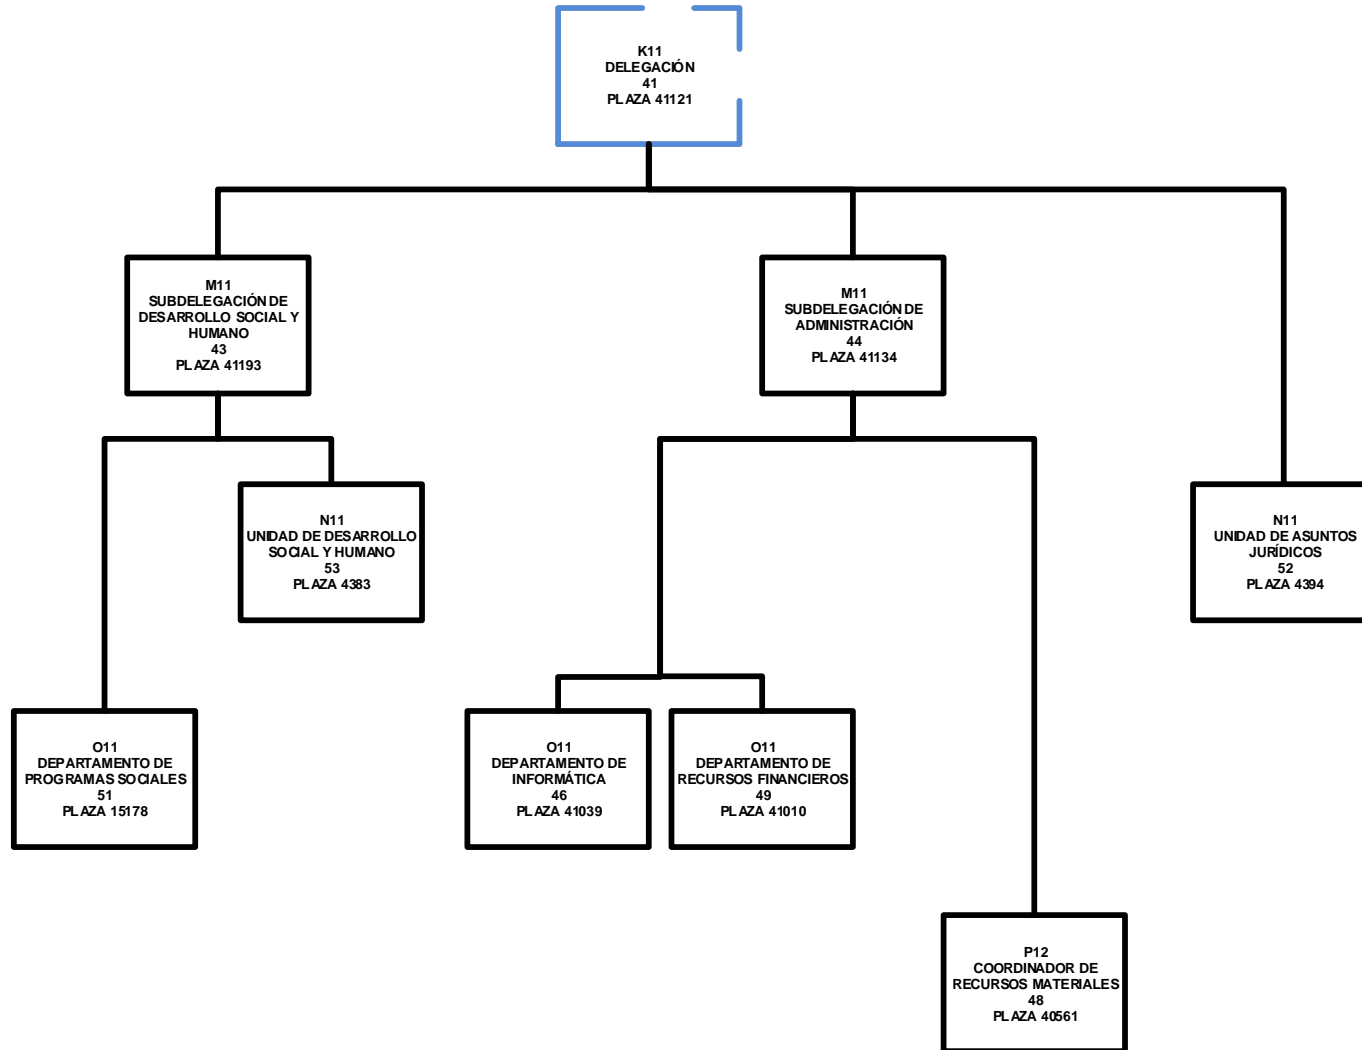 K11
DELEGACIÓN
41
PLAZA 41121
M11
SUBDELEGACIÓN DE
DESARROLLO SOCIAL Y
HUMANO
43
PLAZA 41193
M11
SUBDELEGACIÓN DE
ADMINISTRACIÓN
44
PLAZA 41134
N11
UNIDAD DE DESARROLLO
SOCIAL Y HUMANO
53
PLAZA 4383
N11
UNIDAD DE ASUNTOS
JURÍDICOS
52
PLAZA 4394
O11
DEPARTAMENTO DE
PROGRAMAS SOCIALES
51
PLAZA 15178
O11
DEPARTAMENTO DE
INFORMÁTICA
46
PLAZA 41039
O11
DEPARTAMENTO DE
RECURSOS FINANCIEROS
49
PLAZA 41010
P12
COORDINADOR DE
RECURSOS MATERIALES
48
PLAZA 40561